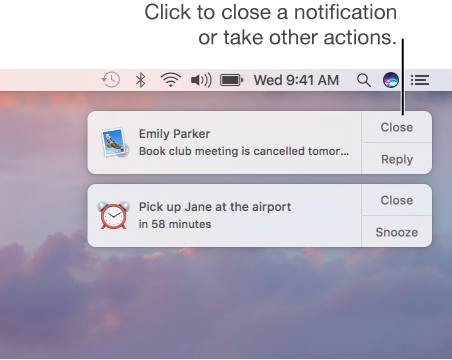 Click to close a notification
or take other actions.
Wed 9:41 AM
Emily Parker
Book club meeting is cancelled tomor...
Close
Reply
Pick up Jane at the airport
in 58 minutes
Close
Snooze